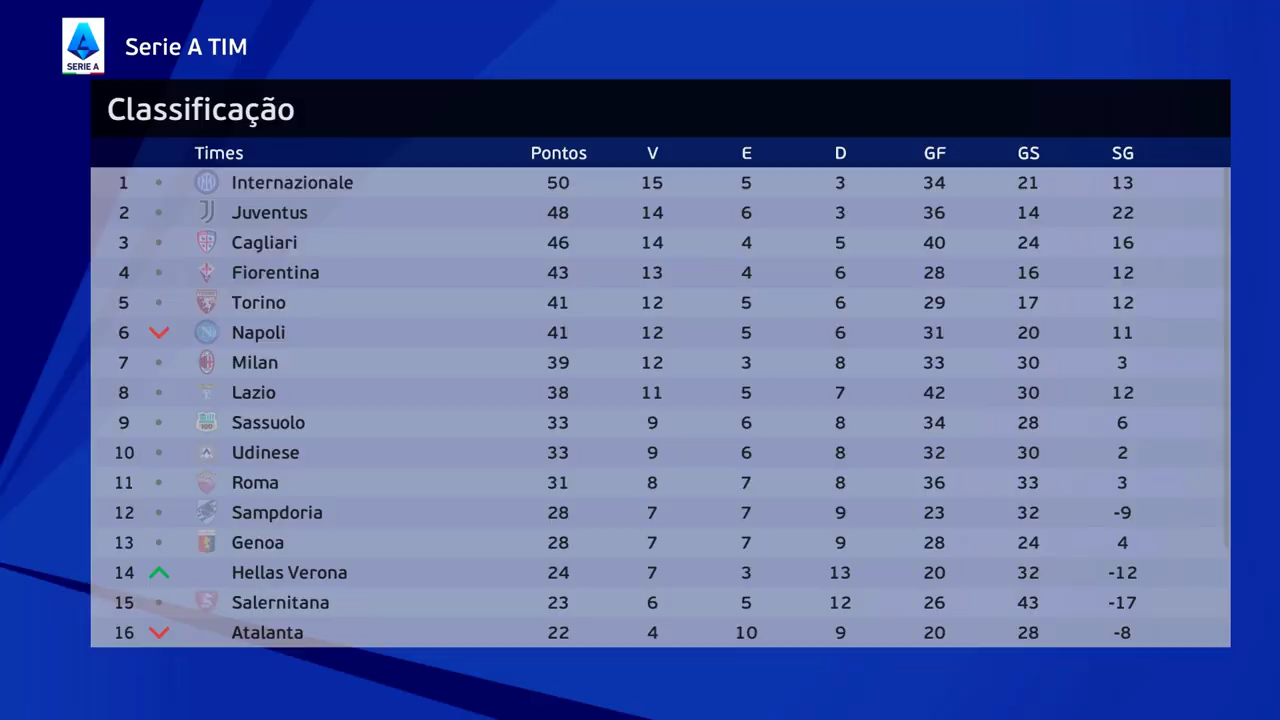 SERIE A
Serie A TIM
Classificação
Times Pontos V E D GF GS SG
1 Internazionale 50 15 5 3 34 21 13
2 Juventus 48 14 6 3 36 14 22
3 Cagliari 46 14 4 5 40 24 16
4 Fiorentina 43 13 4 6 28 16 12
5 Torino 41 12 5 6 29 17 12
6 Napoli 41 12 5 6 31 20 11
7 Milan 39 12 3 8 33 30 3
8 Lazio 38 11 5 7 42 30 12
9 Sassuolo 33 9 6 8 34 28 6
10 Udinese 33 9 6 8 32 30 2
11 Roma 31 8 7 8 36 33 3
12 Sampdoria 28 7 7 9 23 32 -9
13 Genoa 28 7 7 9 28 24 4
14 Hellas Verona 24 7 3 13 20 32 -12
15 Salernitana 23 6 5 12 26 43 -17
16 Atalanta 22 4 10 9 20 28 -8